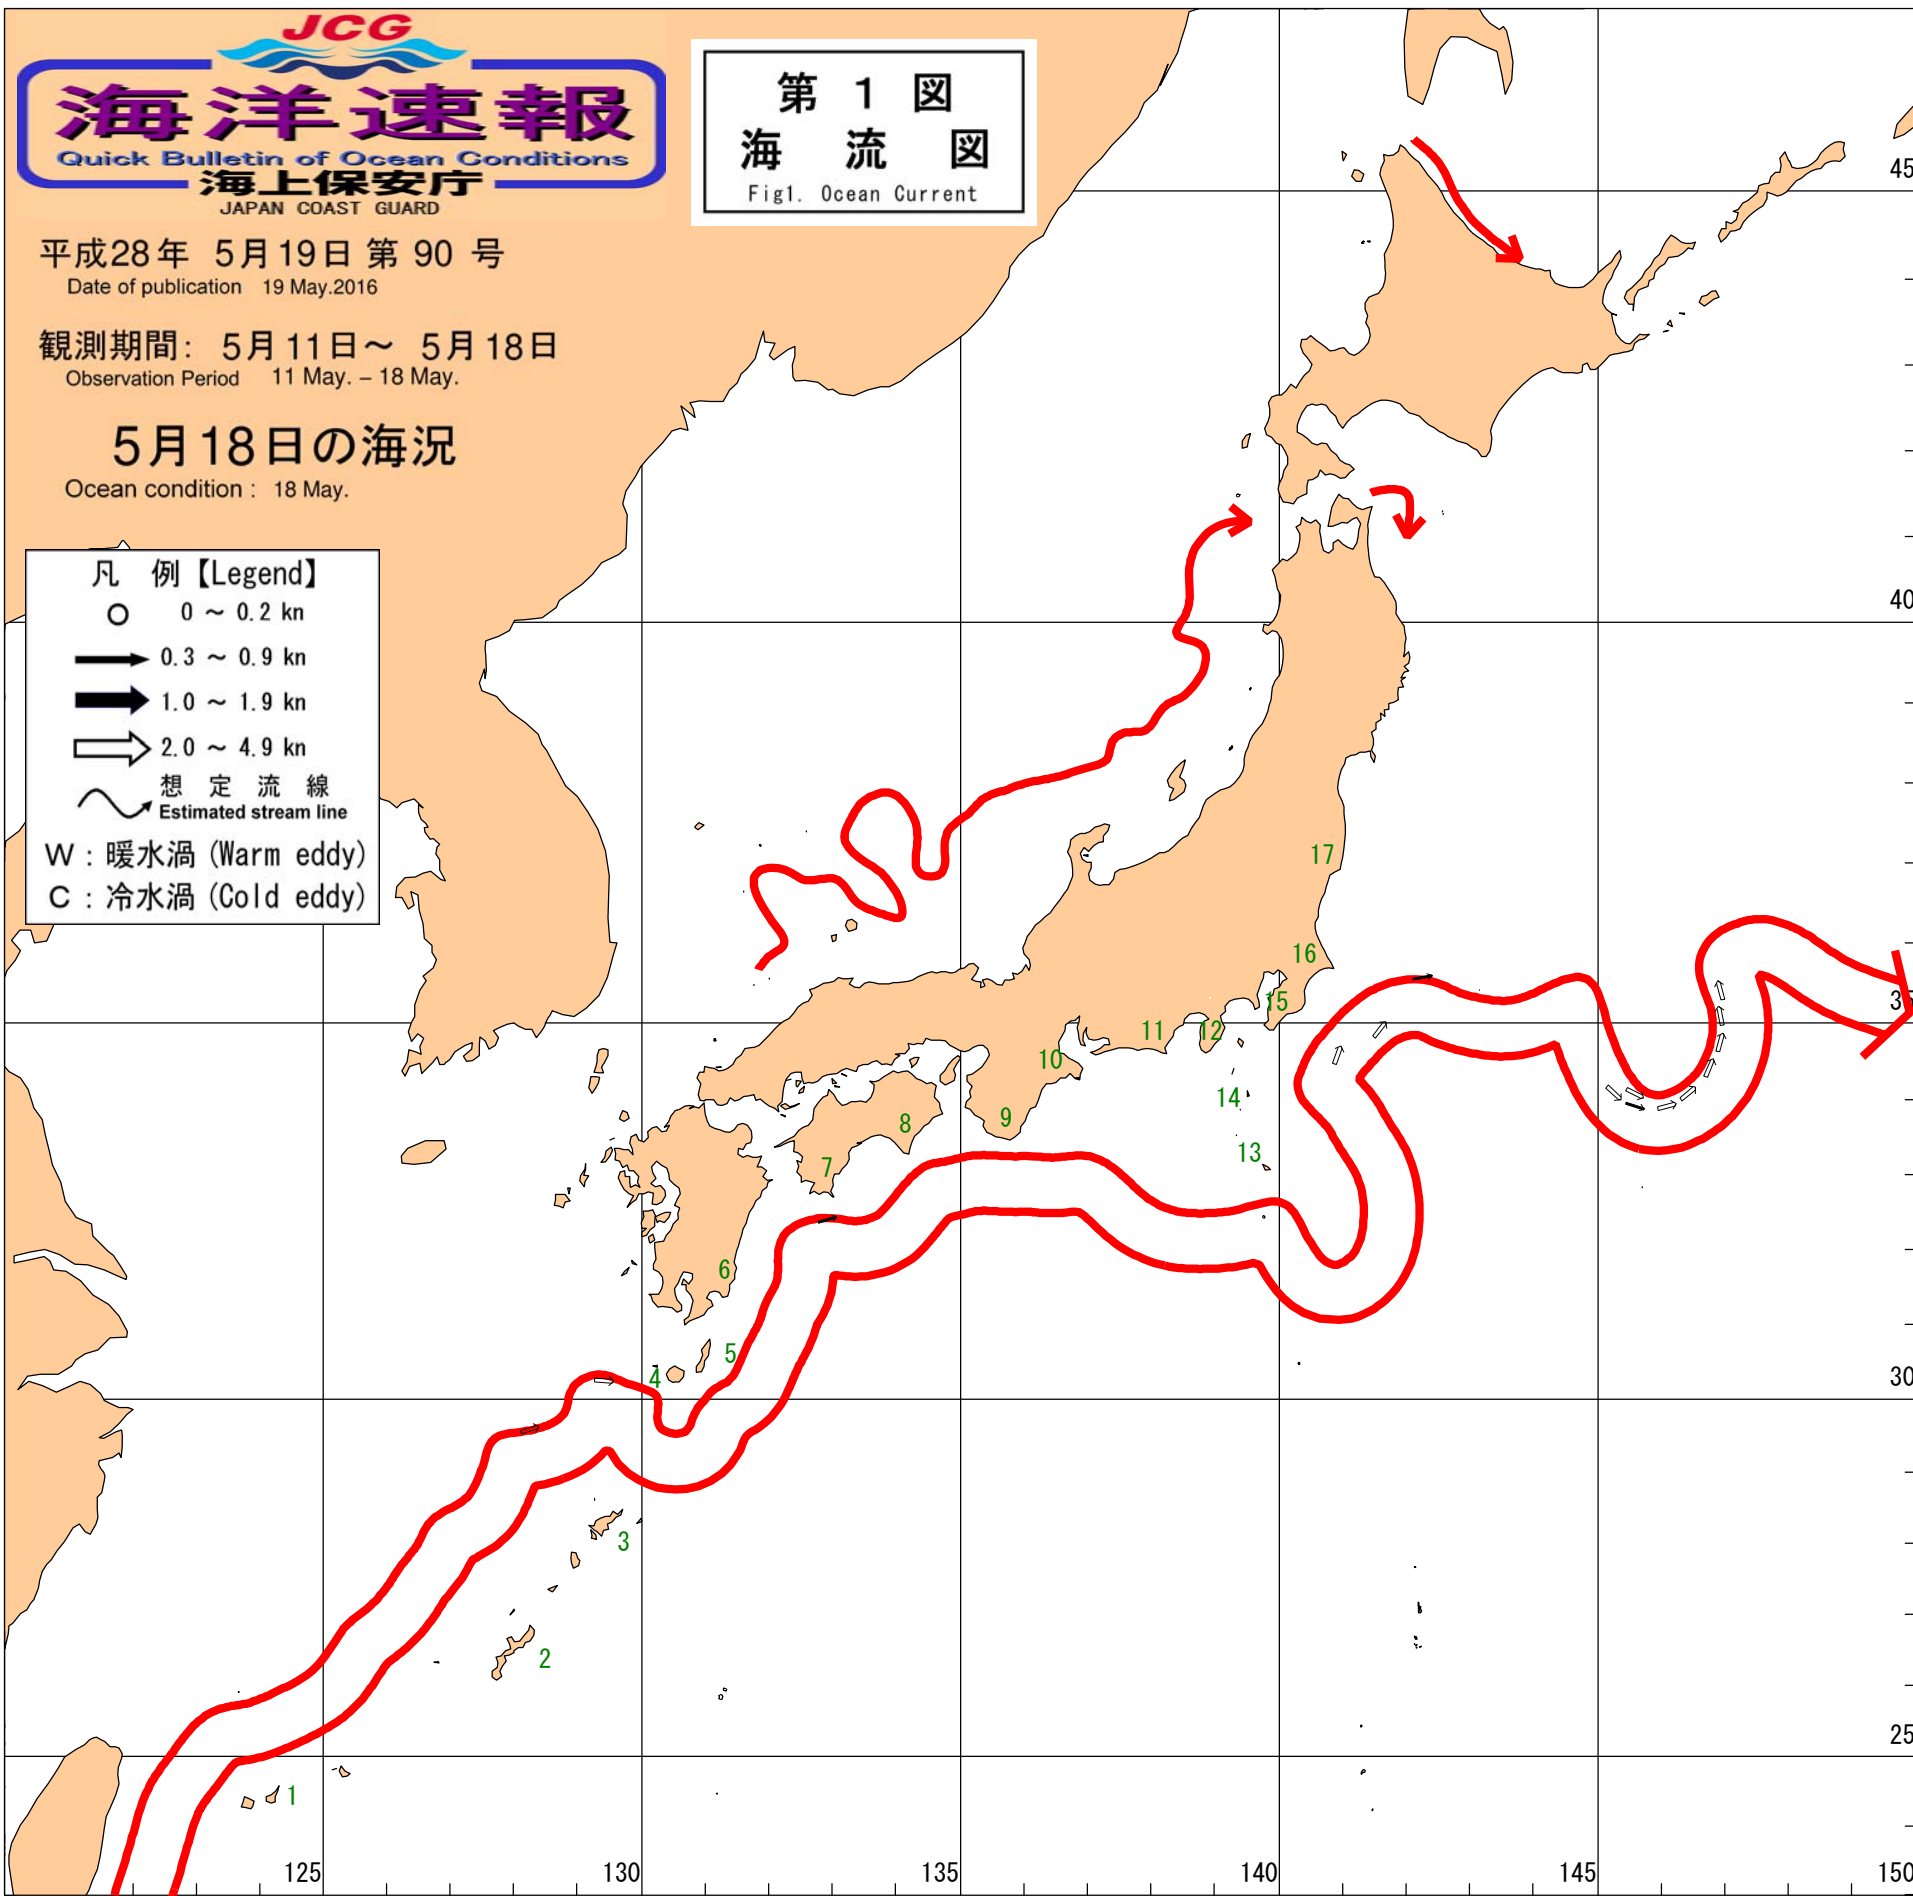 JCG
海洋速報
Quick Bulletin of Ocean Conditions
海上保安庁
JAPAN COAST GUARD
第 1 図
海 流 図
Fig1. Ocean Current
平成28年 5月19日 第 90 号
Date of publication 19 May.2016
観測期間: 5月11日～ 5月18日
Observation Period 11 May. – 18 May.
5月18日の海況
Ocean condition : 18 May.
凡 例【Legend】
0 ～ 0.2 kn
0.3 ～ 0.9 kn
1.0 ～ 1.9 kn
2.0 ～ 4.9 kn
想 定 流 線
Estimated stream line
W : 暖水渦 (Warm eddy)
C : 冷水渦 (Cold eddy)
45
40
17
16
35
15
12
11
10
14
9
8
13
7
6
5
4
30
3
2
25
1
125
130
135
140
145
150